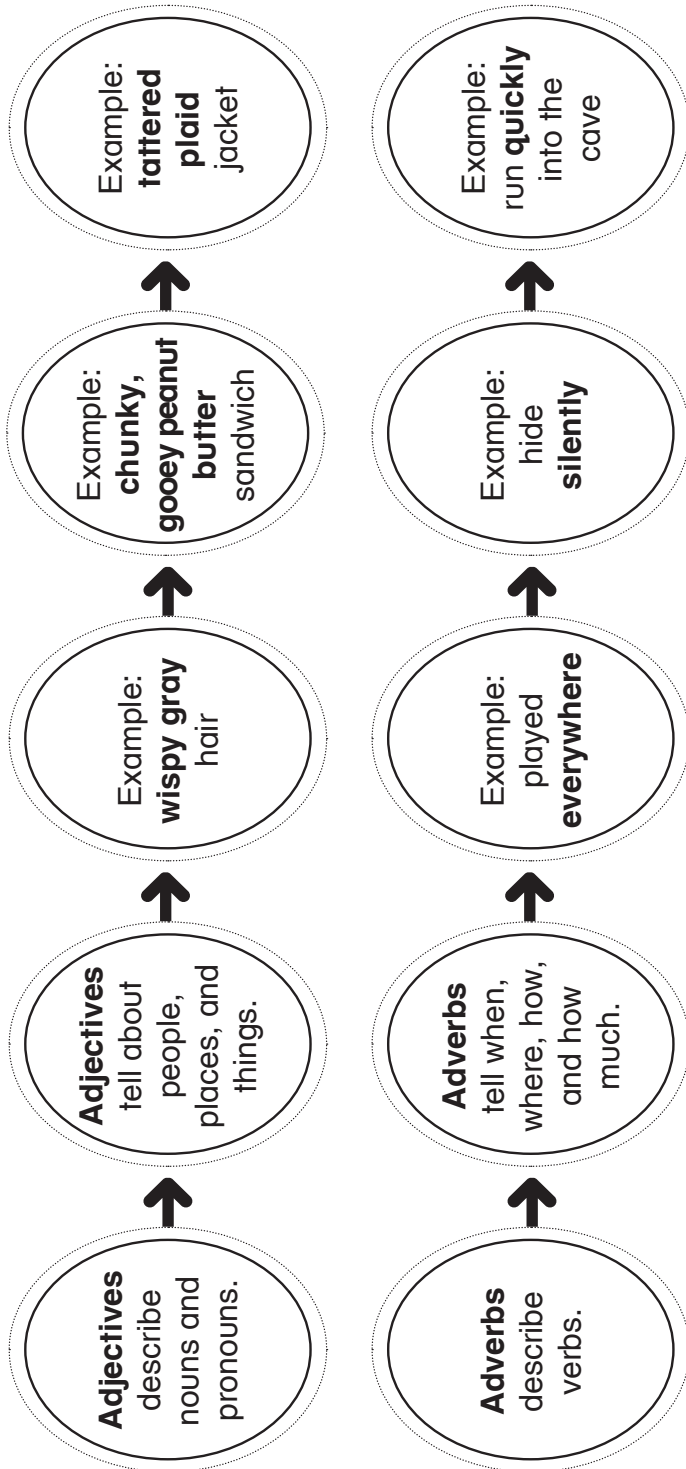 Adjectives
describe
nouns and
pronouns.
Adjectives
tell about
people,
places, and
things.
Example:
wispy gray
hair
Example:
chunky,
gooey peanut
butter
sandwich
Example:
tattered
plaid
jacket
Adverbs
describe
verbs.
Adverbs
tell when,
where, how,
and how
much.
Example:
played
everywhere
Example:
hide
silently
Example:
run quickly
into the
cave